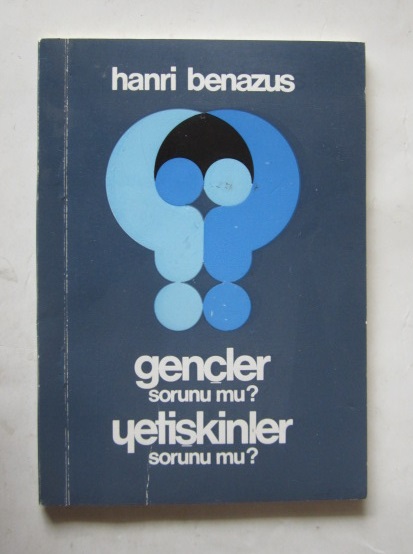 hanri benazus
gençler
sorunu mu?
yetişkinler
sorunu mu?